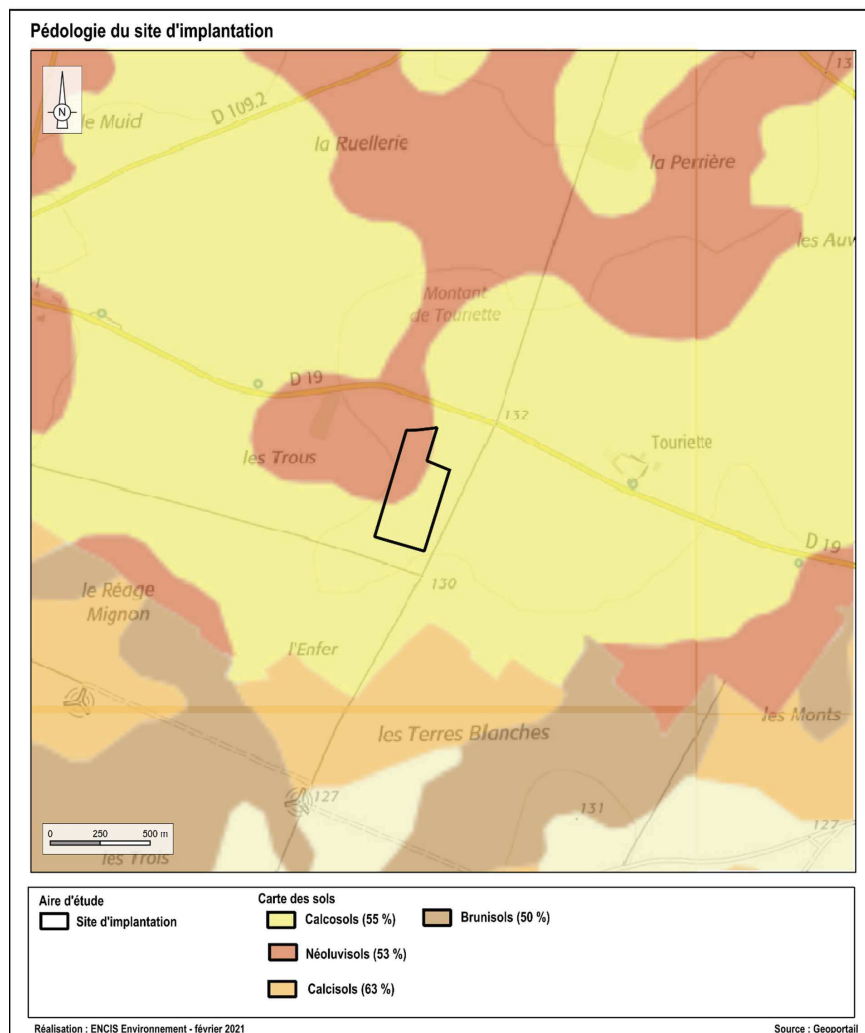 Pédologie du site d'implantation
N
le Muid
D 109.2
la Ruellerie
la Perrière
les Auv
Montant
de Touriette
D 19
132
les Trous
Touriette
D 19
le Réage
Mignon
130
l'Enfer
les Terres Blanches
les Monts
127
131
127
0 250 500 m
les Trois
Aire d'étude
Site d'implantation
Carte des sols
Calcosols (55 %)
Brunisols (50 %)
Néoluvisols (53 %)
Calcisols (63 %)
Réalisation : ENCIS Environnement - février 2021
Source : Geoportail